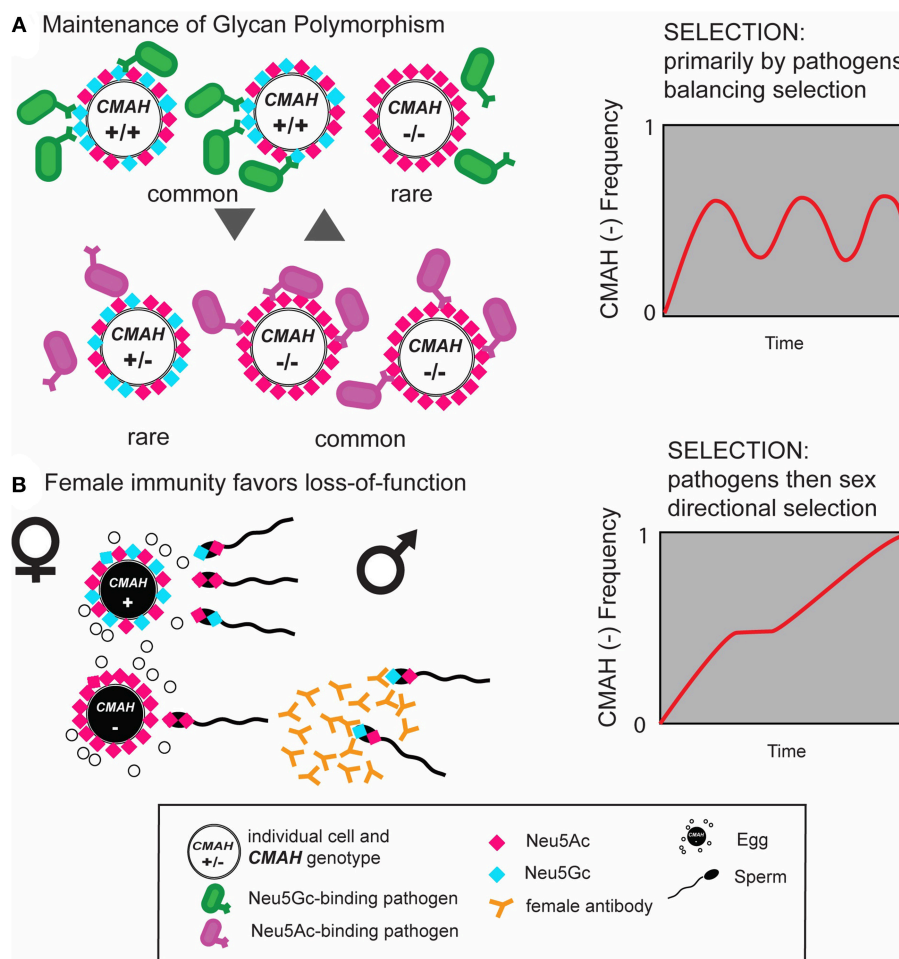 A Maintenance of Glycan Polymorphism
CMAH
+/+
CMAH
+/+
CMAH
-/-
common
rare
CMAH
+/-
CMAH
-/-
CMAH
-/-
rare
common
SELECTION:
primarily by pathogens
balancing selection
1
CMAH (-) Frequency
0
Time
B Female immunity favors loss-of-function
CMAH
+
CMAH
-
SELECTION:
pathogens then sex
directional selection
1
CMAH (-) Frequency
0
Time
CMAH
+/-
individual cell and
CMAH genotype
Neu5Gc-binding pathogen
Neu5Ac-binding pathogen
Neu5Ac
Neu5Gc
female antibody
CMAH
-
Egg
Sperm